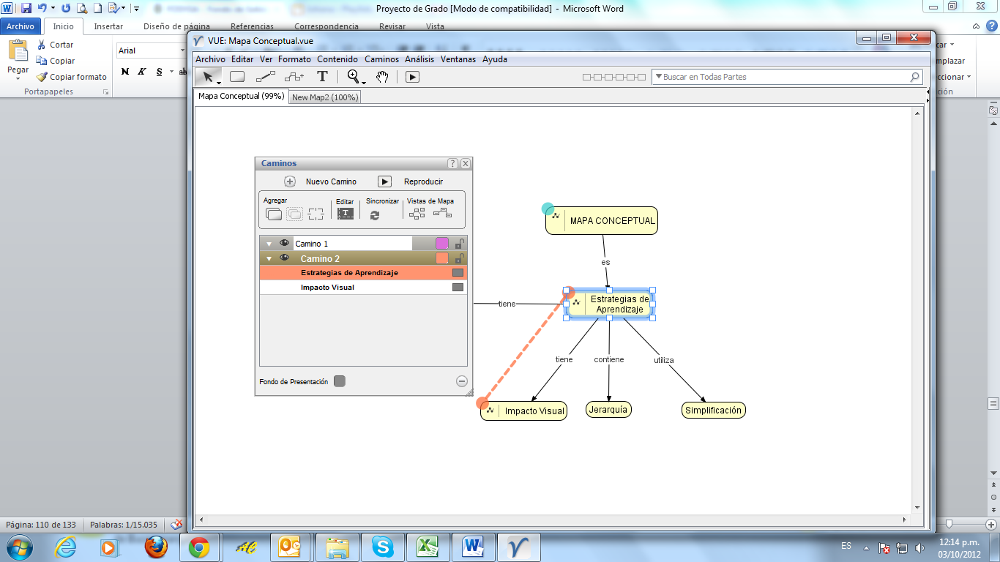 Proyecto de Grado [Modo de compatibilidad] - Microsoft Word
Archivo Inicio Insertar Diseño de página Referencias Correspondencia Revisar Vista
Pegar
Cortar
Copiar
Copiar formato
Portapapeles
Arial
N K S
VUE: Mapa Conceptual.vue
Archivo Editar Ver Formato Contenido Caminos Análisis Ventanas Ayuda
T
Buscar en Todas Partes
Mapa Conceptual (99%) New Map2 (100%)
Caminos
Nuevo Camino Reproducir
Agregar Editar Sincronizar Vistas de Mapa
Camino 1
Camino 2
Estrategias de Aprendizaje
Impacto Visual
Fondo de Presentación
MAPA CONCEPTUAL
es
tiene
Estrategias de
Aprendizaje
tiene contiene utiliza
Impacto Visual
Jerarquía
Simplificación
Página: 110 de 133 Palabras: 1/15.035
ES
12:14 p.m.
03/10/2012